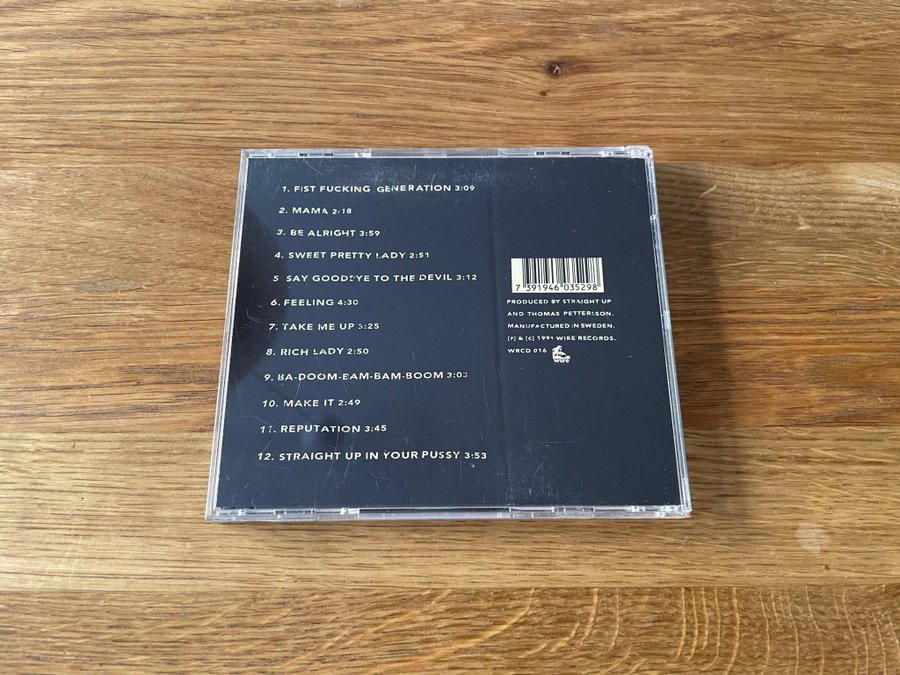 1. FIST FUCKING GENERATION 3:09
2. MAMA 2:18
3. BE ALRIGHT 3:59
4. SWEET PRETTY LADY 2:51
5 SAY GOODBYE TO THE DEVIL 3:12
6. FEELING 4:30
7. TAKE ME UP 3:25
8. RICH LADY 2:50
9. BA-DOOM-BAM-BAM-BOOM 3:03
10. MAKE IT 2:49
11. REPUTATION 3:45
12. STRAIGHT UP IN YOUR PUSSY 3:53
7 391946 035298
PRODUCED BY STRAIGHT UP
AND THOMAS PETTERSSON.
MANUFACTURED IN SWEDEN.
(P) & (C) 1991 WIRE RECORDS.
WRCD 016
WIRE